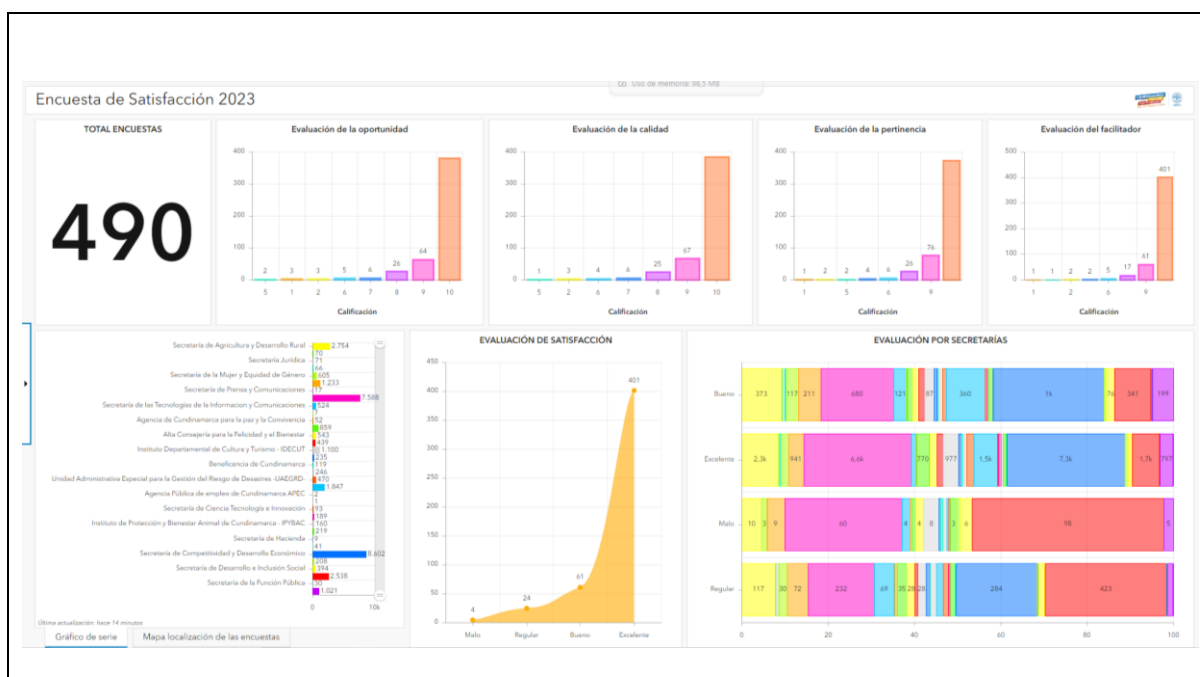 Uso de memoria: 98,5 MB
Encuesta de Satisfacción 2023
TOTAL ENCUESTAS
490
Evaluación de la oportunidad
400
300
200
100
0
2 3 3 5 6 26 64
5 1 2 6 7 8 9 10
Calificación
Evaluación de la calidad
400
300
200
100
0
1 3 4 6 25 67
5 2 6 7 8 9 10
Calificación
Evaluación de la pertinencia
400
300
200
100
0
1 2 2 4 6 26 76
1 5 6 9
Calificación
Evaluación del facilitador
500
400
300
200
100
0
1 1 2 2 5 17 61 401
1 2 6 9
Calificación
Secretaría de Agricultura y Desarrollo Rural 2.754
70
Secretaría Jurídica 71
66
Secretaría de la Mujer y Equidad de Género 605
1.233
Secretaría de Prensa y Comunicaciones 17
7.588
Secretaría de las Tecnologías de la Informacion y Comunicaciones 524
7
Agencia de Cundinamarca para la paz y la Convivencia 52
859
Alta Consejería para la Felicidad y el Bienestar 543
439
Instituto Departamental de Cultura y Turismo - IDECUT 1.100
235
Beneficencia de Cundinamarca 119
246
Unidad Administrativa Especial para la Gestión del Riesgo de Desastres -UAEGRD- 470
1.847
Agencia Pública de empleo de Cundinamarca APEC 2
1
Secretaría de Ciencia Tecnología e Innovación 93
189
Instituto de Protección y Bienestar Animal de Cundinamarca - IPYBAC 160
219
Secretaría de Hacienda 9
41
Secretaría de Competitividad y Desarrollo Económico 8.602
208
Secretaría de Desarrollo e Inclusión Social 394
2.538
Secretaría de la Función Pública 30
1.021
0 10k
Última actualización: hace 14 minutos
Gráfico de serie Mapa localización de las encuestas
EVALUACIÓN DE SATISFACCIÓN
450
400
350
300
250
200
150
100
50
0
4 24 61 401
Malo Regular Bueno Excelente
EVALUACIÓN POR SECRETARÍAS
Bueno 373 117 211 680 121 87 360 1k 76 341 199
Excelente 2,3k 941 6,6k 770 977 1,5k 7,3k 1,7k 797
Malo 10 3 9 60 4 4 8 3 6 98 5
Regular 117 30 72 232 69 35 28 28 284 423
0 20 40 60 80 100